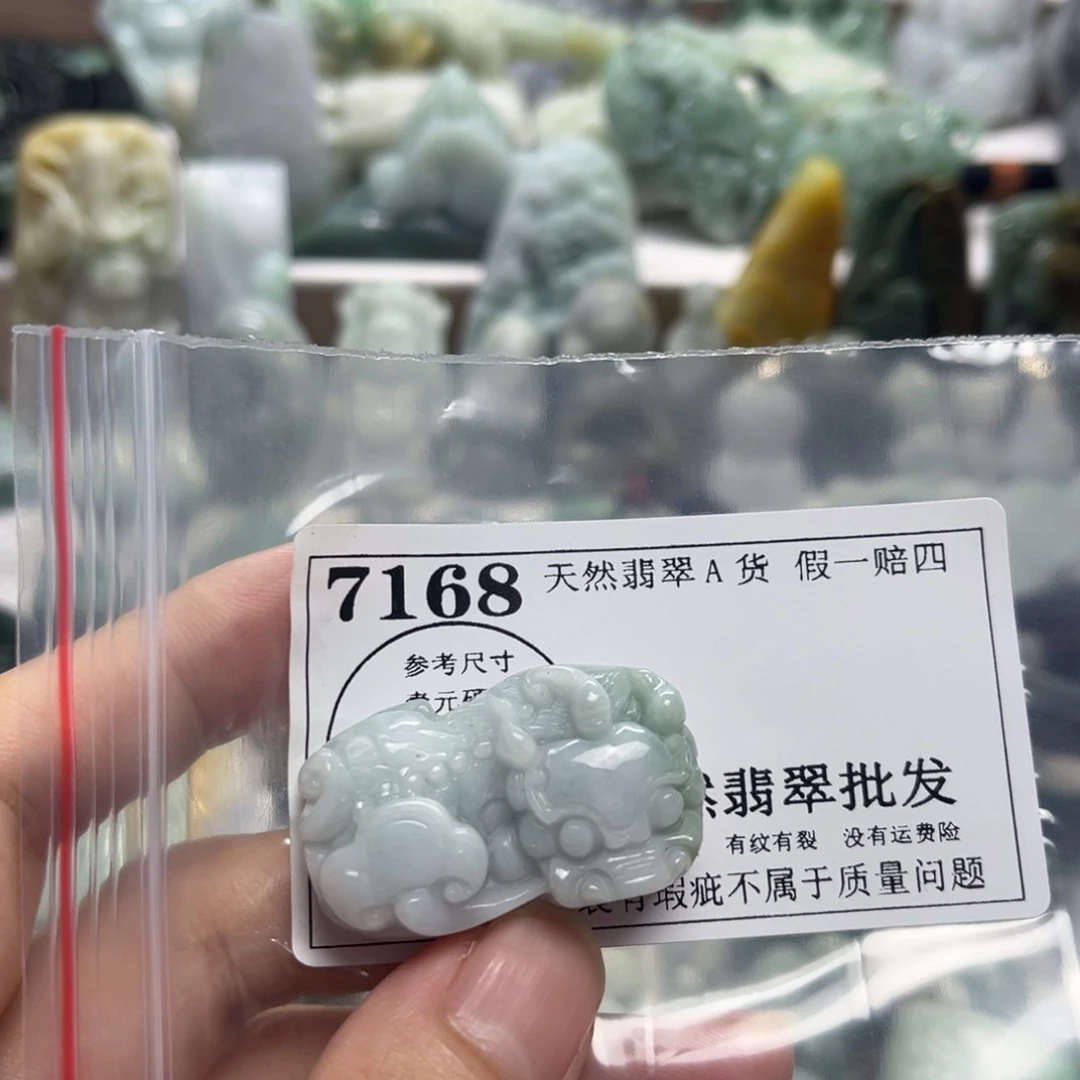 7168 天然翡翠A货 假一赔四
参考尺寸
翡翠批发
有纹有裂 没有运费险
有瑕疵不属于质量问题